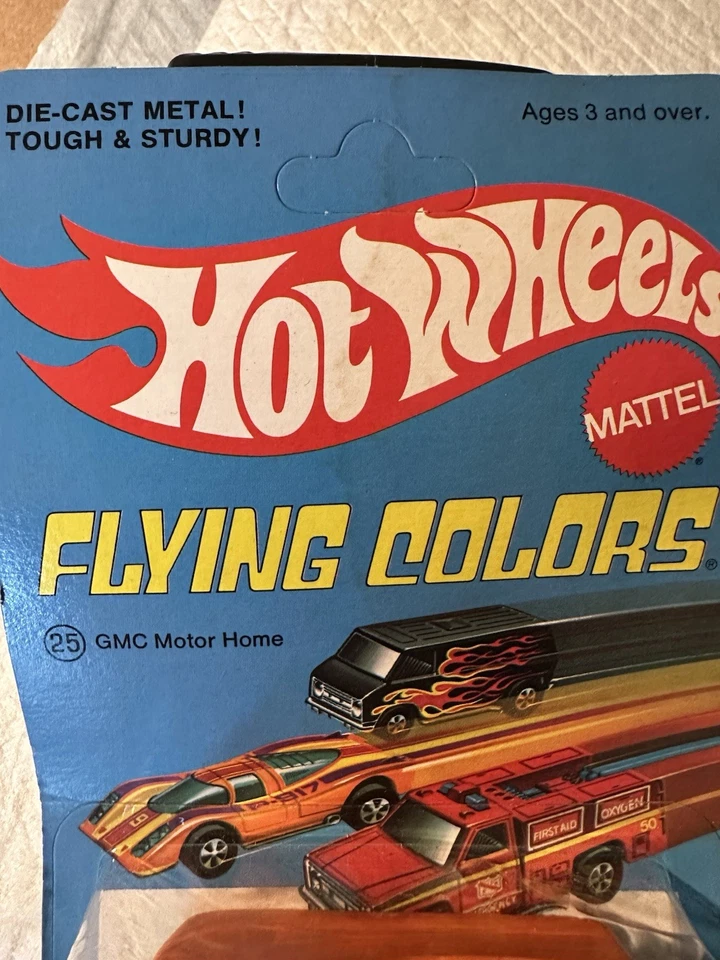 DIE-CAST METAL!
TOUGH & STURDY!
Ages 3 and over.
HOT WHEELS
MATTEL
®
FLYING COLORS®
25 GMC Motor Home
917
FIRST AID
OXYGEN
50